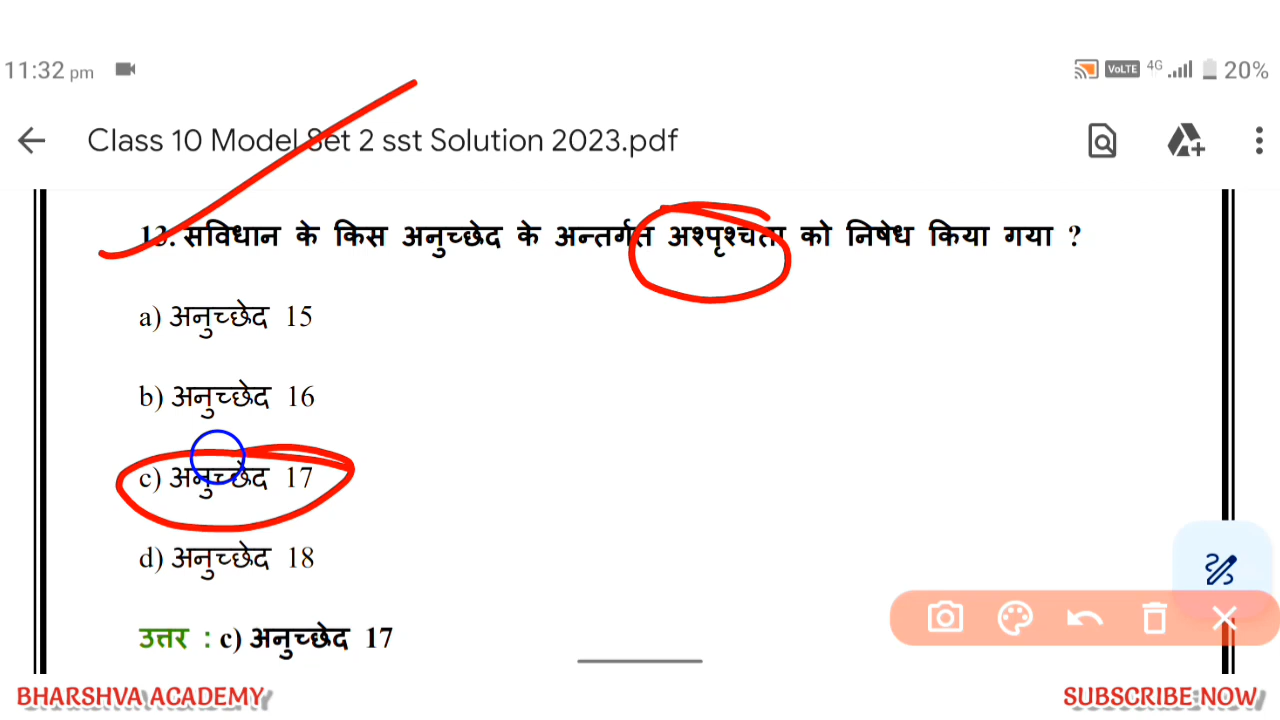 11:32 pm
VoLTE 4G 20%
Class 10 Model Set 2 sst Solution 2023.pdf
13. सविधान के किस अनुच्छेद के अन्तर्गत अश्पृश्चता को निषेध किया गया ?
a) अनुच्छेद 15
b) अनुच्छेद 16
c) अनुच्छेद 17
d) अनुच्छेद 18
उत्तर : c) अनुच्छेद 17
BHARSHVA ACADEMY
SUBSCRIBE NOW